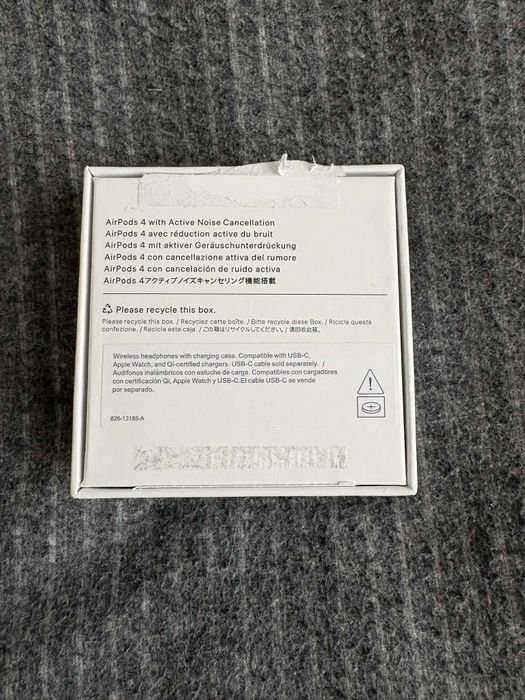 AirPods 4 with Active Noise Cancellation
AirPods 4 avec réduction active du bruit
AirPods 4 mit aktiver Geräuschunterdrückung
AirPods 4 con cancellazione attiva del rumore
AirPods 4 con cancelación de ruido activa
AirPods 4アクティブノイズキャンセリング機能搭載
Please recycle this box.
Please recycle this box. / Recyclez cette boîte. / Bitte recycle diese Box. / Ricicla questa
confezione. / Recicla esta caja. / この箱はリサイクルしてください。/ 请回收此箱。
Wireless headphones with charging case. Compatible with USB-C,
Apple Watch, and Qi-certified chargers. USB-C cable sold separately. /
Audífonos inalámbricos con estuche de carga. Compatibles con cargadores
con certificación Qi, Apple Watch y USB-C.El cable USB-C se vende
por separado.
826-13185-A